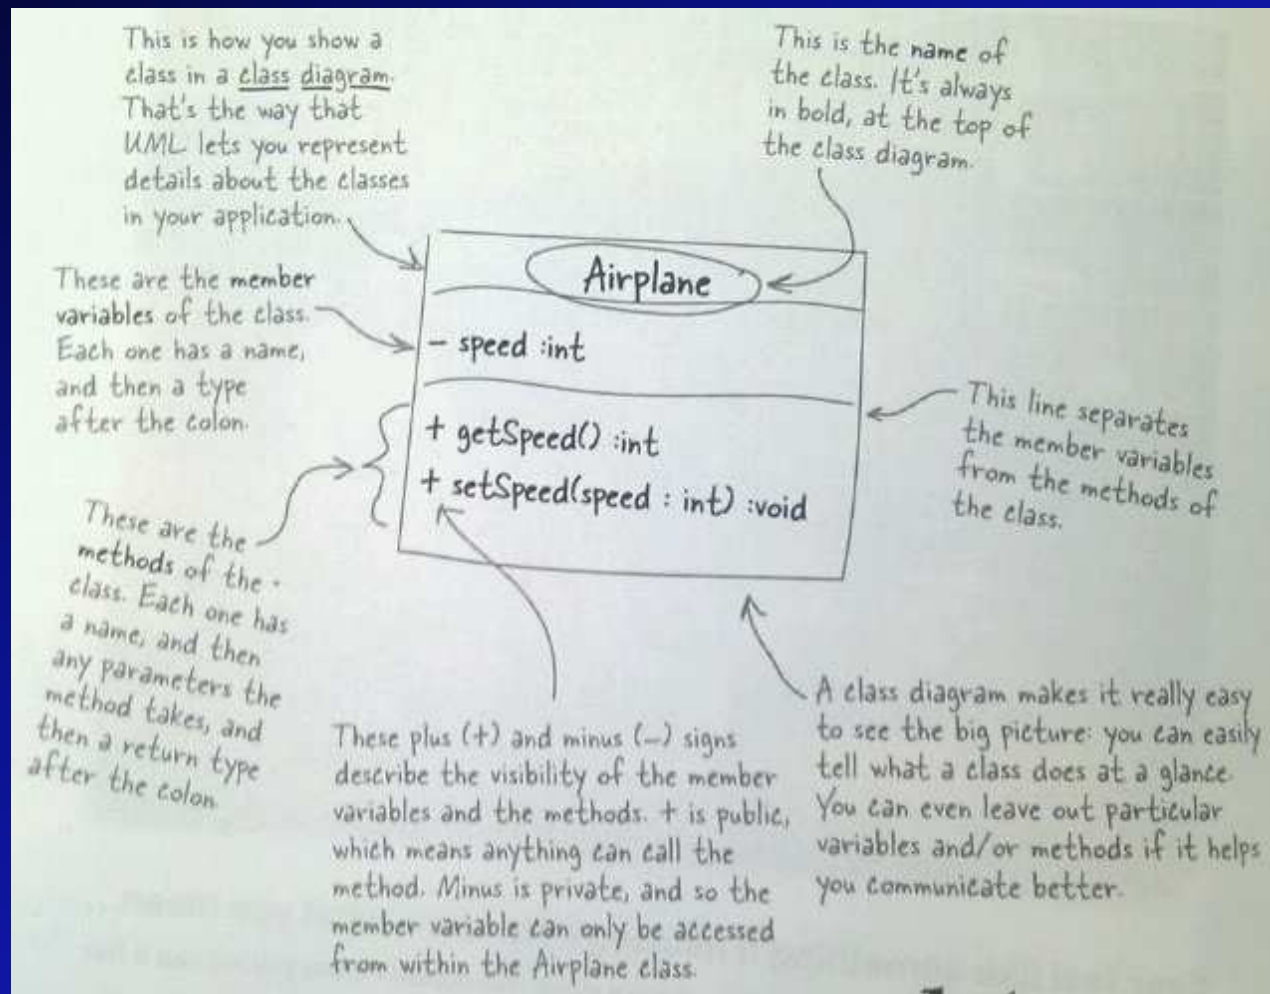 This is how you show a
class in a class diagram.
That's the way that
UML lets you represent
details about the classes
in your application.
This is the name of
the class. It's always
in bold, at the top of
the class diagram.
These are the member
variables of the class.
Each one has a name,
and then a type
after the colon.
Airplane
- speed :int
+ getSpeed() :int
+ setSpeed(speed : int) :void
This line separates
the member variables
from the methods of
the class.
These are the
methods of the
class. Each one has
a name, and then
any parameters the
method takes, and
then a return type
after the colon.
These plus (+) and minus (-) signs
describe the visibility of the member
variables and the methods. + is public,
which means anything can call the
method. Minus is private, and so the
member variable can only be accessed
from within the Airplane class.
A class diagram makes it really easy
to see the big picture: you can easily
tell what a class does at a glance.
You can even leave out particular
variables and/or methods if it helps
you communicate better.